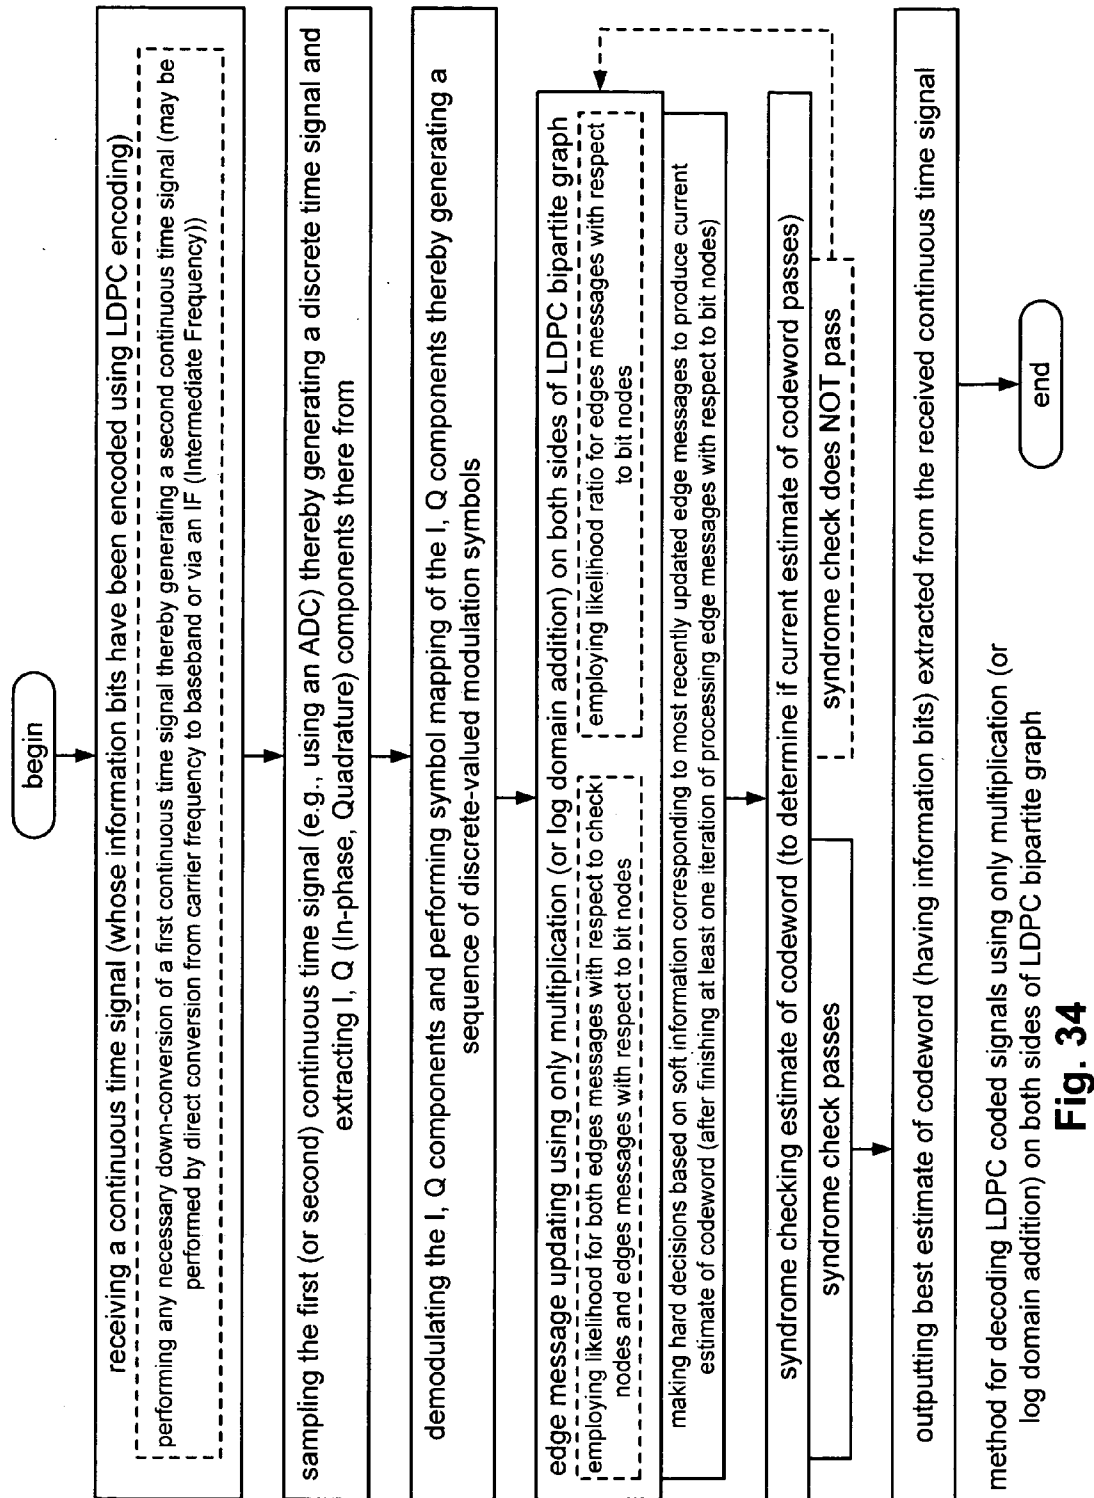 begin
receiving a continuous time signal (whose information bits have been encoded using LDPC encoding)
performing any necessary down-conversion of a first continuous time signal thereby generating a second continuous time signal (may be
performed by direct conversion from carrier frequency to baseband or via an IF (Intermediate Frequency))
sampling the first (or second) continuous time signal (e.g., using an ADC) thereby generating a discrete time signal and
extracting I, Q (In-phase, Quadrature) components there from
demodulating the I, Q components and performing symbol mapping of the I, Q components thereby generating a
sequence of discrete-valued modulation symbols
edge message updating using only multiplication (or log domain addition) on both sides of LDPC bipartite graph
employing likelihood for both edges messages with respect to check
nodes and edges messages with respect to bit nodes
employing likelihood ratio for edges messages with respect
to bit nodes
making hard decisions based on soft information corresponding to most recently updated edge messages to produce current
estimate of codeword (after finishing at least one iteration of processing edge messages with respect to bit nodes)
syndrome checking estimate of codeword (to determine if current estimate of codeword passes)
syndrome check passes
syndrome check does NOT pass
outputting best estimate of codeword (having information bits) extracted from the received continuous time signal
end
method for decoding LDPC coded signals using only multiplication (or
log domain addition) on both sides of LDPC bipartite graph
Fig. 34